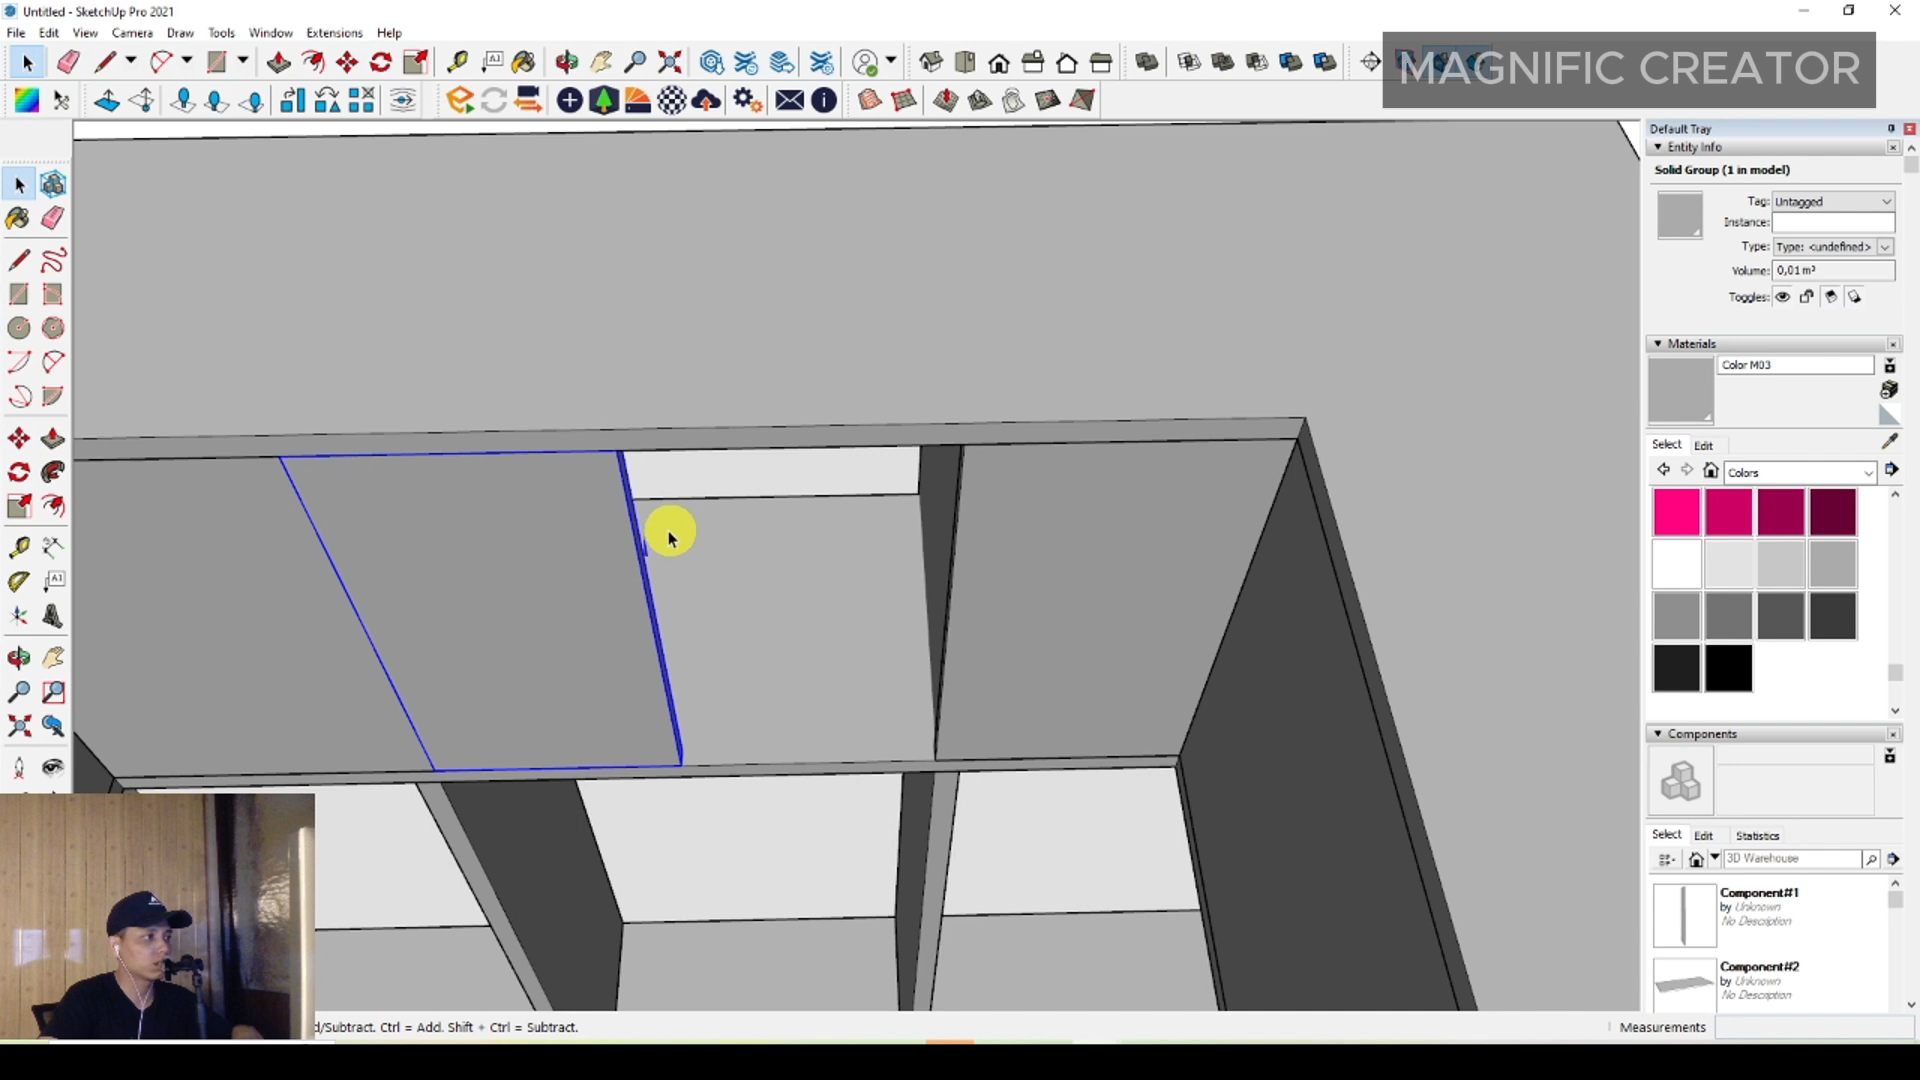 Untitled - SketchUp Pro 2021
File Edit View Camera Draw Tools Window Extensions Help
MAGNIFIC CREATOR
Default Tray
Entity Info
Solid Group (1 in model)
Tag: Untagged
Instance:
Type: Type: <undefined>
Volume: 0,01 m³
Toggles:
Materials
Color M03
Select Edit
Colors
Components
Select Edit Statistics
3D Warehouse
Component#1
by Unknown
No Description
Component#2
by Unknown
No Description
d/Subtract. Ctrl = Add. Shift + Ctrl = Subtract.
Measurements